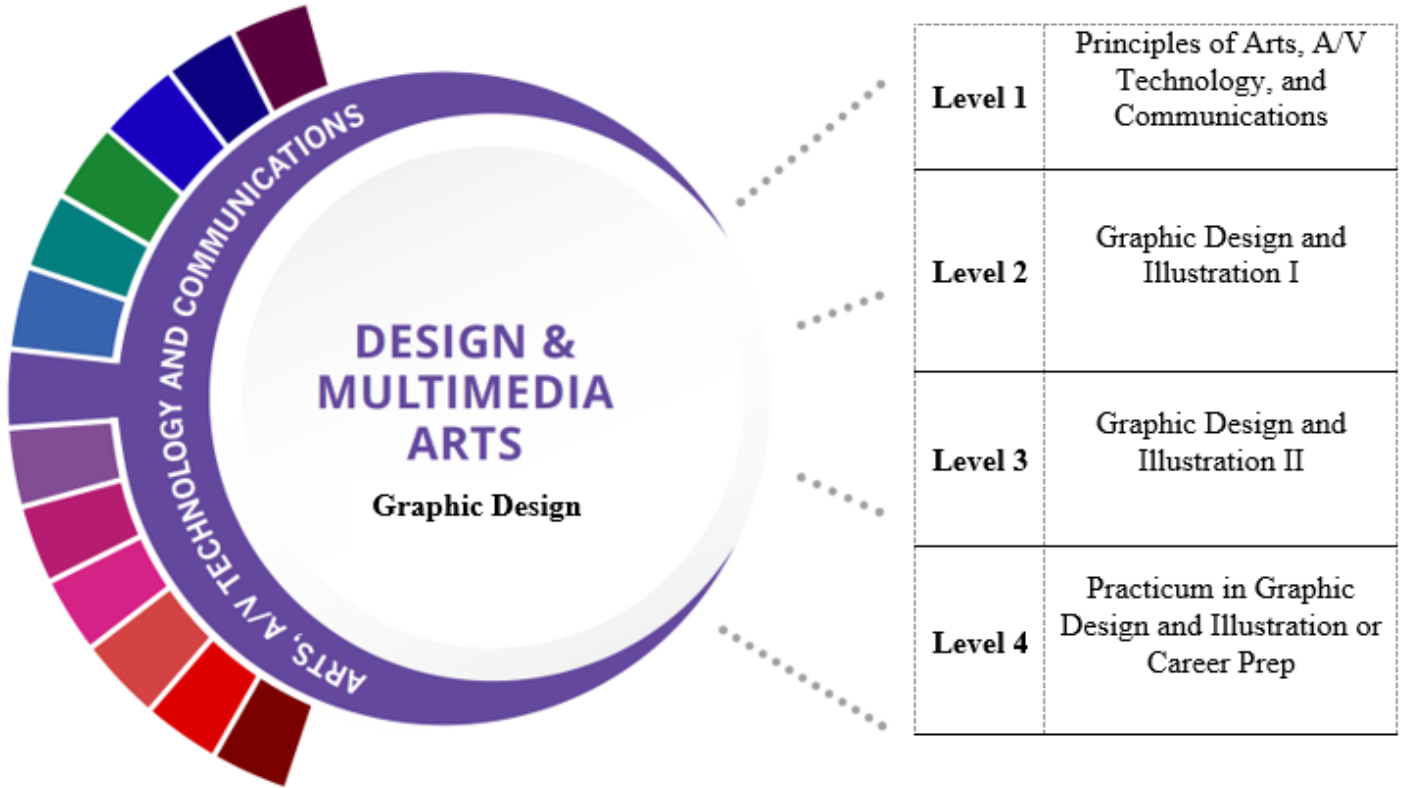 ARTS, A/V TECHNOLOGY AND COMMUNICATIONS
DESIGN &
MULTIMEDIA
ARTS
Graphic Design
Level 1
Principles of Arts, A/V
Technology, and
Communications
Level 2
Graphic Design and
Illustration I
Level 3
Graphic Design and
Illustration II
Level 4
Practicum in Graphic
Design and Illustration or
Career Prep